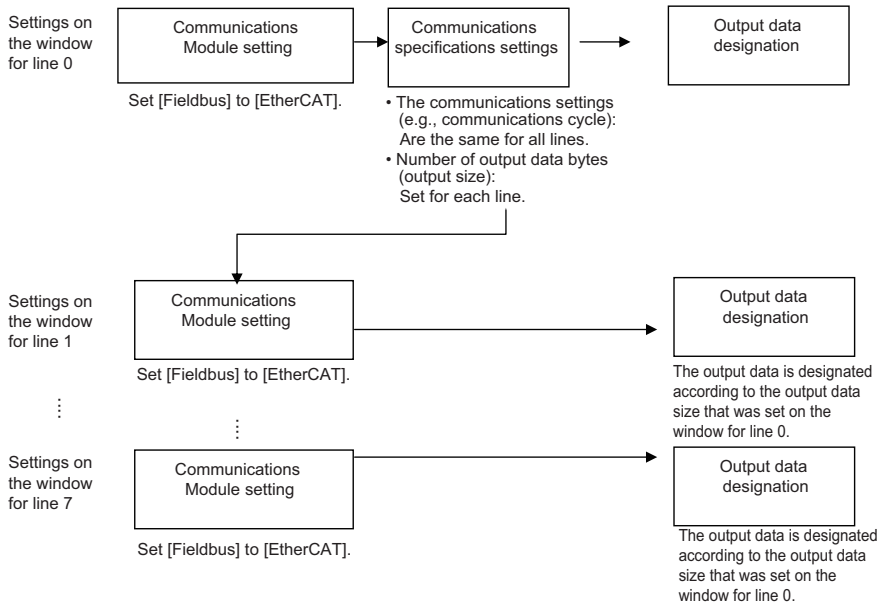 Settings on
the window
for line 0
Communications
Module setting
Set [Fieldbus] to [EtherCAT].
Communications
specifications settings
• The communications settings
(e.g., communications cycle):
Are the same for all lines.
• Number of output data bytes
(output size):
Set for each line.
Output data
designation
Settings on
the window
for line 1
Communications
Module setting
Set [Fieldbus] to [EtherCAT].
Output data
designation
The output data is designated
according to the output data
size that was set on the
window for line 0.
Settings on
the window
for line 7
Communications
Module setting
Set [Fieldbus] to [EtherCAT].
Output data
designation
The output data is designated
according to the output data
size that was set on the
window for line 0.